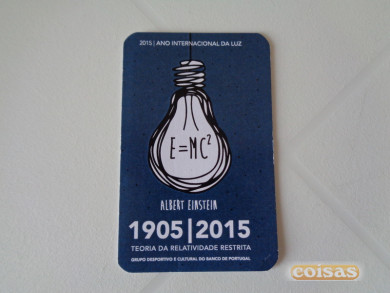 2015 | ANO INTERNACIONAL DA LUZ
E=MC²
ALBERT EINSTEIN
1905|2015
TEORIA DA RELATIVIDADE RESTRITA
GRUPO DESPORTIVO E CULTURAL DO BANCO DE PORTUGAL
coisas